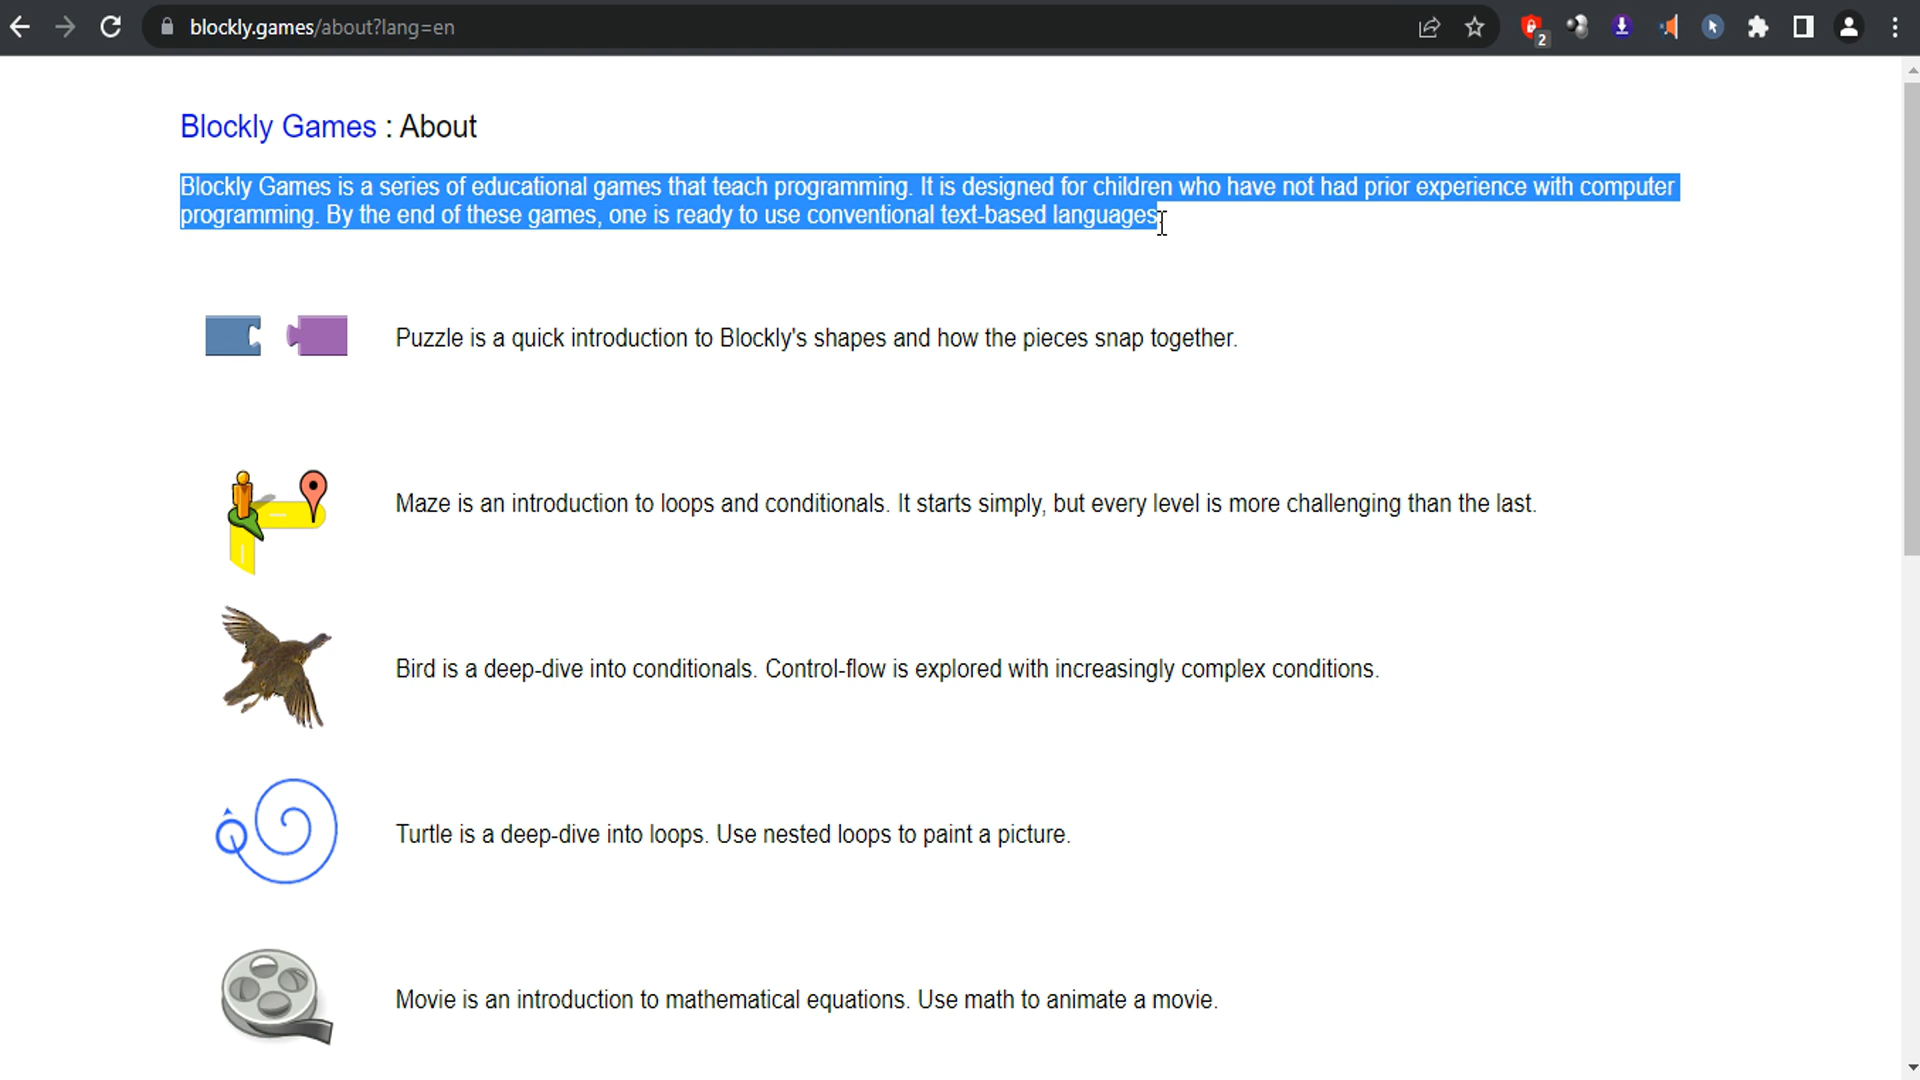 blockly.games/about?lang=en
2
Blockly Games : About
Blockly Games is a series of educational games that teach programming. It is designed for children who have not had prior experience with computer
programming. By the end of these games, one is ready to use conventional text-based languages.
Puzzle is a quick introduction to Blockly's shapes and how the pieces snap together.
Maze is an introduction to loops and conditionals. It starts simply, but every level is more challenging than the last.
Bird is a deep-dive into conditionals. Control-flow is explored with increasingly complex conditions.
Turtle is a deep-dive into loops. Use nested loops to paint a picture.
Movie is an introduction to mathematical equations. Use math to animate a movie.